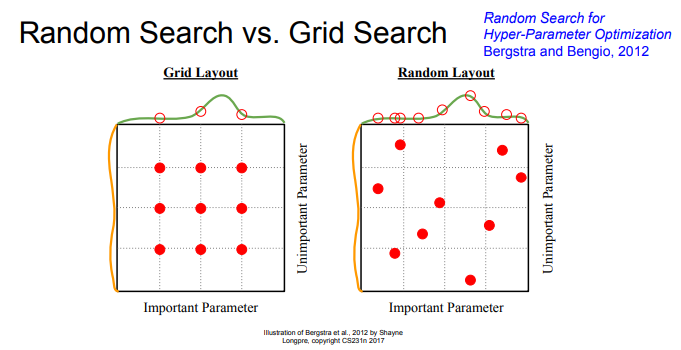 Random Search vs. Grid Search
Random Search for
Hyper-Parameter Optimization
Bergstra and Bengio, 2012
Grid Layout
Unimportant Parameter
Important Parameter
Random Layout
Unimportant Parameter
Important Parameter
Illustration of Bergstra et al., 2012 by Shayne
Longpre, copyright CS231n 2017